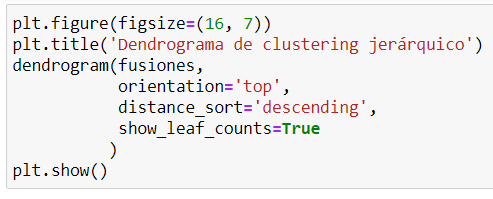 plt.figure(figsize=(16, 7))
plt.title('Dendrograma de clustering jerárquico')
dendrogram(fusiones,
           orientation='top',
           distance_sort='descending',
           show_leaf_counts=True
          )
plt.show()